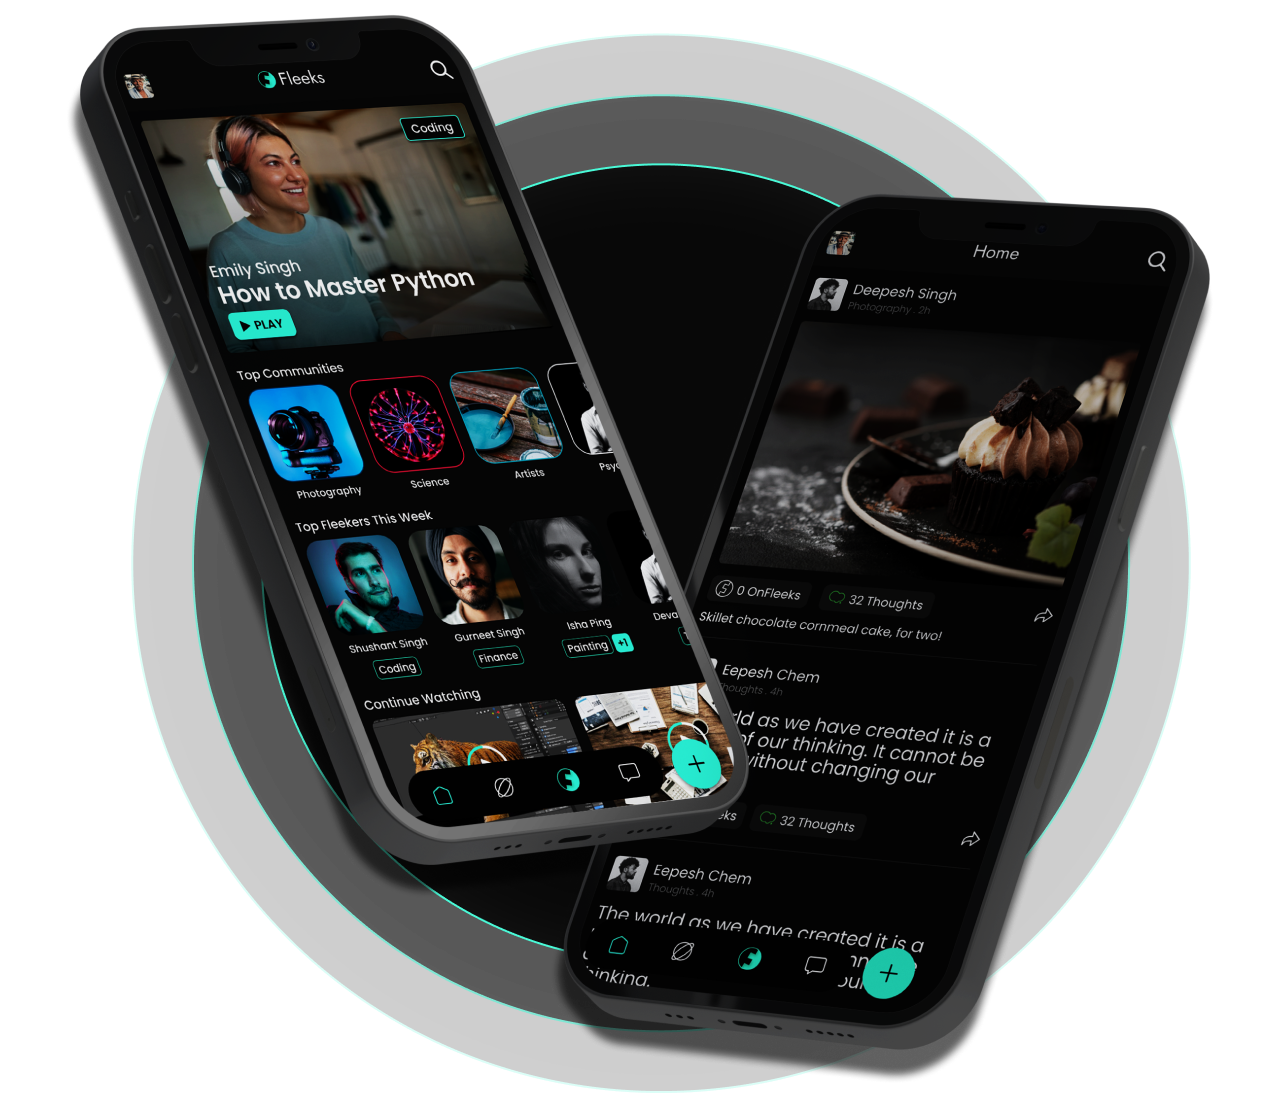 Fleeks
Coding
Emily Singh
How to Master Python
PLAY
Top Communities
Photography
Science
Artists
Psyc
Top Fleekers This Week
Shushant Singh
Gurneet Singh
Isha Ping
Deva
Coding
Finance
Painting
+1
Continue Watching
Home
Deepesh Singh
Photography . 2h
0 OnFleeks
32 Thoughts
Skillet chocolate cornmeal cake, for two!
Eepesh Chem
houghts . 4h
ld as we have created it is a
of our thinking. It cannot be
without changing our
eks
32 Thoughts
Eepesh Chem
Thoughts . 4h
The world as we have created it is a
hinking.